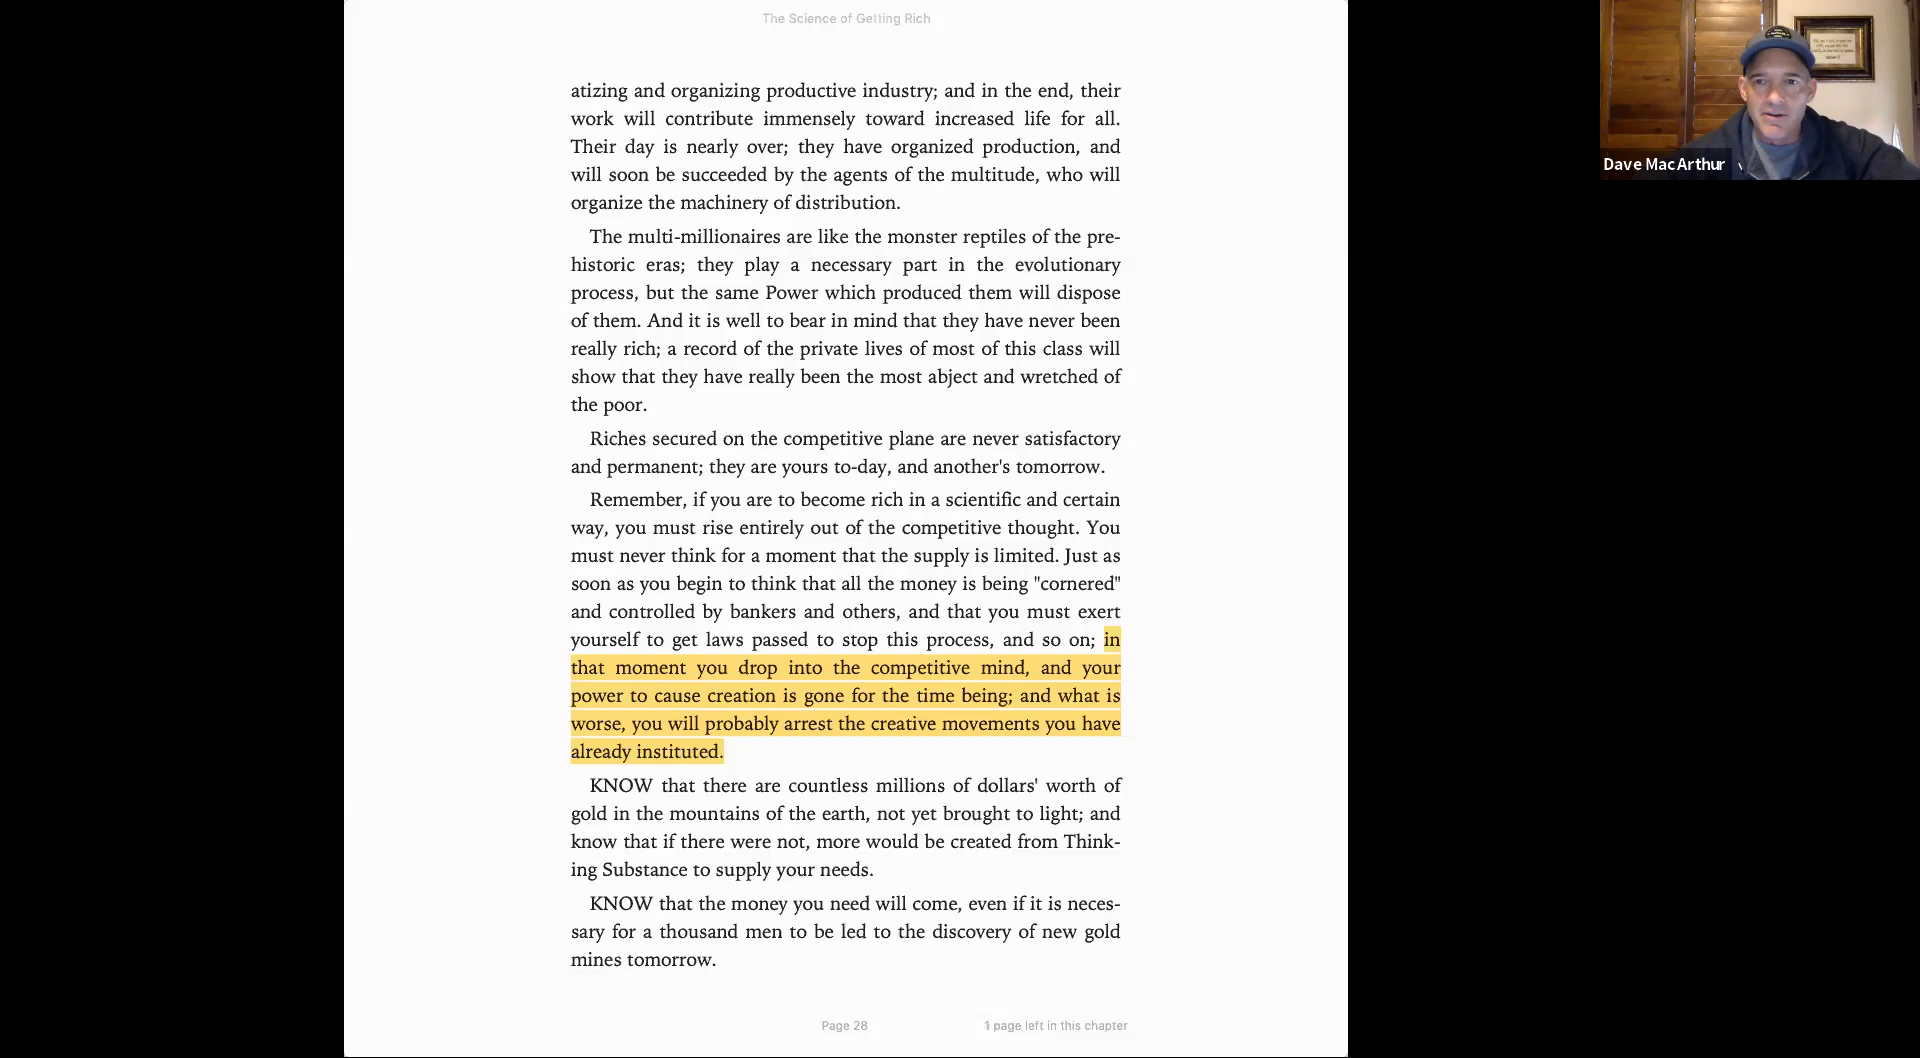 The Science of Getting Rich
atizing and organizing productive industry; and in the end, their
work will contribute immensely toward increased life for all.
Their day is nearly over; they have organized production, and
will soon be succeeded by the agents of the multitude, who will
organize the machinery of distribution.
The multi-millionaires are like the monster reptiles of the pre-
historic eras; they play a necessary part in the evolutionary
process, but the same Power which produced them will dispose
of them. And it is well to bear in mind that they have never been
really rich; a record of the private lives of most of this class will
show that they have really been the most abject and wretched of
the poor.
Riches secured on the competitive plane are never satisfactory
and permanent; they are yours to-day, and another's tomorrow.
Remember, if you are to become rich in a scientific and certain
way, you must rise entirely out of the competitive thought. You
must never think for a moment that the supply is limited. Just as
soon as you begin to think that all the money is being "cornered"
and controlled by bankers and others, and that you must exert
yourself to get laws passed to stop this process, and so on; in
that moment you drop into the competitive mind, and your
power to cause creation is gone for the time being; and what is
worse, you will probably arrest the creative movements you have
already instituted.
KNOW that there are countless millions of dollars' worth of
gold in the mountains of the earth, not yet brought to light; and
know that if there were not, more would be created from Think-
ing Substance to supply your needs.
KNOW that the money you need will come, even if it is neces-
sary for a thousand men to be led to the discovery of new gold
mines tomorrow.
Page 28
1 page left in this chapter
Dave MacArthur